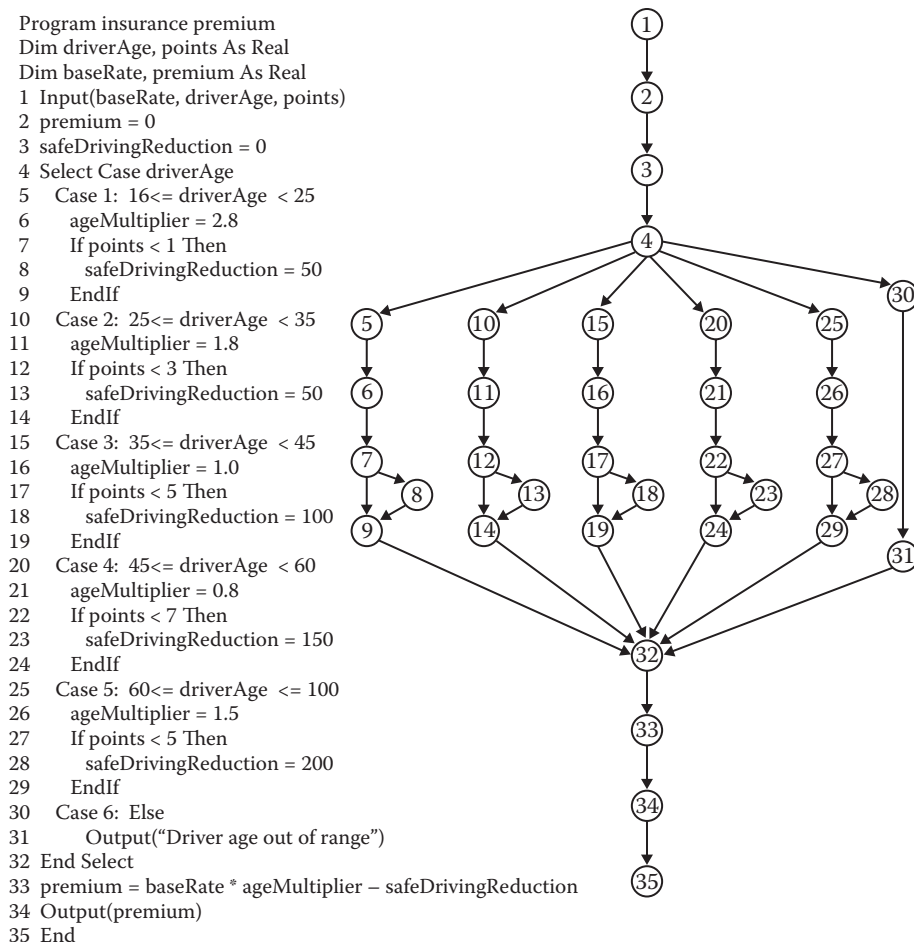 Program insurance premium
Dim driverAge, points As Real
Dim baseRate, premium As Real
1 Input(baseRate, driverAge, points)
2 premium = 0
3 safeDrivingReduction = 0
4 Select Case driverAge
5 Case 1: 16<= driverAge < 25
6 ageMultiplier = 2.8
7 If points < 1 Then
8 safeDrivingReduction = 50
9 EndIf
10 Case 2: 25<= driverAge < 35
11 ageMultiplier = 1.8
12 If points < 3 Then
13 safeDrivingReduction = 50
14 EndIf
15 Case 3: 35<= driverAge < 45
16 ageMultiplier = 1.0
17 If points < 5 Then
18 safeDrivingReduction = 100
19 EndIf
20 Case 4: 45<= driverAge < 60
21 ageMultiplier = 0.8
22 If points < 7 Then
23 safeDrivingReduction = 150
24 EndIf
25 Case 5: 60<= driverAge <= 100
26 ageMultiplier = 1.5
27 If points < 5 Then
28 safeDrivingReduction = 200
29 EndIf
30 Case 6: Else
31 Output(“Driver age out of range”)
32 End Select
33 premium = baseRate * ageMultiplier – safeDrivingReduction
34 Output(premium)
35 End
1
2
3
4
30
5 10 15 20 25
6 11 16 21 26
7 12 17 22 27
8 13 18 23 28
9 14 19 24 29
31
32
33
34
35